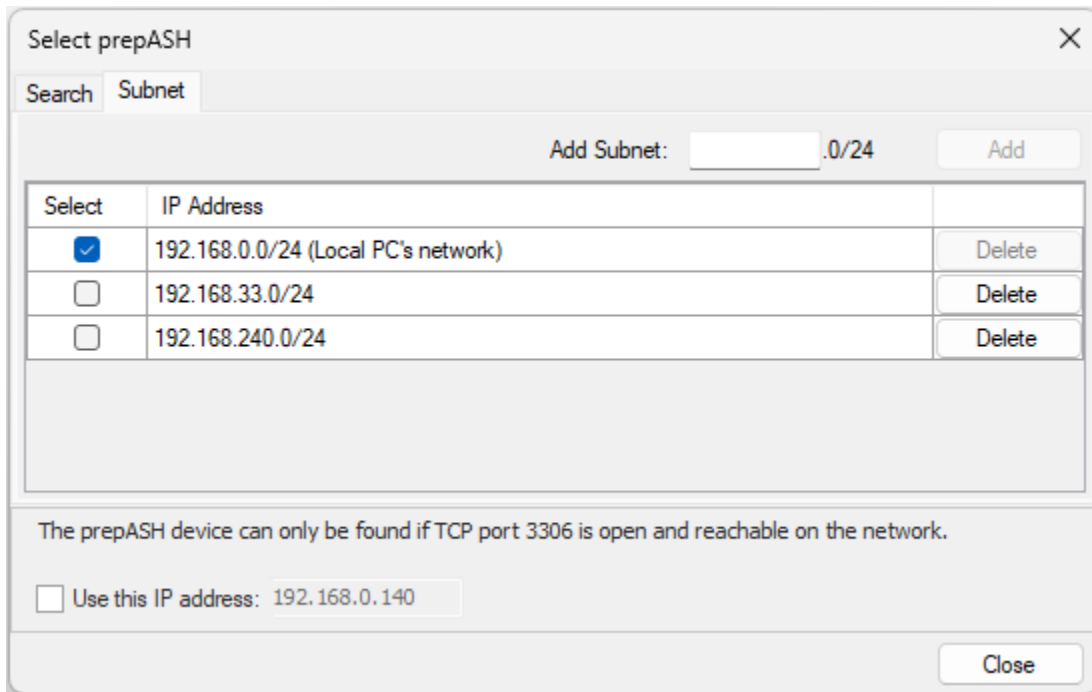 Select prepASH
Search Subnet
Add Subnet: .0/24 Add
Select IP Address
192.168.0.0/24 (Local PC's network) Delete
192.168.33.0/24 Delete
192.168.240.0/24 Delete
The prepASH device can only be found if TCP port 3306 is open and reachable on the network.
Use this IP address: 192.168.0.140
Close